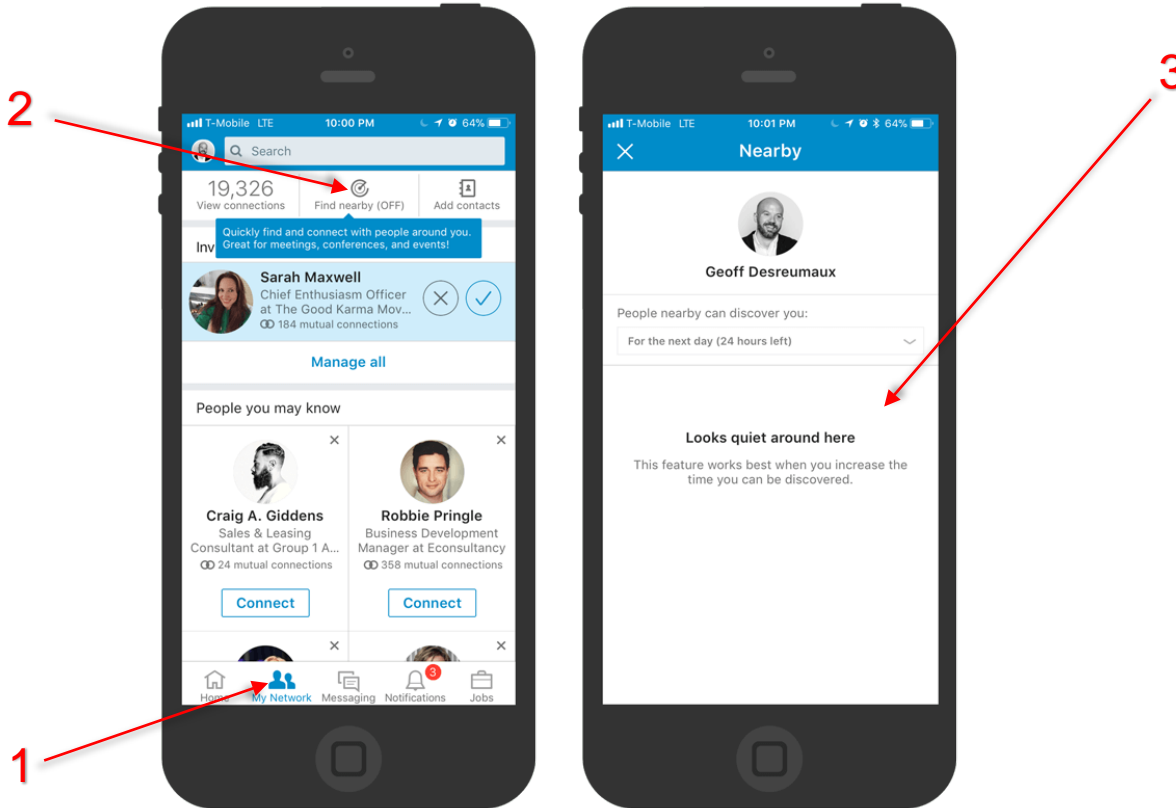 2
T-Mobile LTE 10:00 PM 64%
Search
19,326
View connections
Find nearby (OFF)
Add contacts
Quickly find and connect with people around you.
Great for meetings, conferences, and events!
Inv
Sarah Maxwell
Chief Enthusiasm Officer
at The Good Karma Mov...
184 mutual connections
Manage all
People you may know
Craig A. Giddens
Sales & Leasing
Consultant at Group 1 A...
24 mutual connections
Connect
Robbie Pringle
Business Development
Manager at Econsultancy
358 mutual connections
Connect
3
Home My Network Messaging Notifications Jobs
1
3
T-Mobile LTE 10:01 PM 64%
Nearby
Geoff Desreumaux
People nearby can discover you:
For the next day (24 hours left)
Looks quiet around here
This feature works best when you increase the
time you can be discovered.